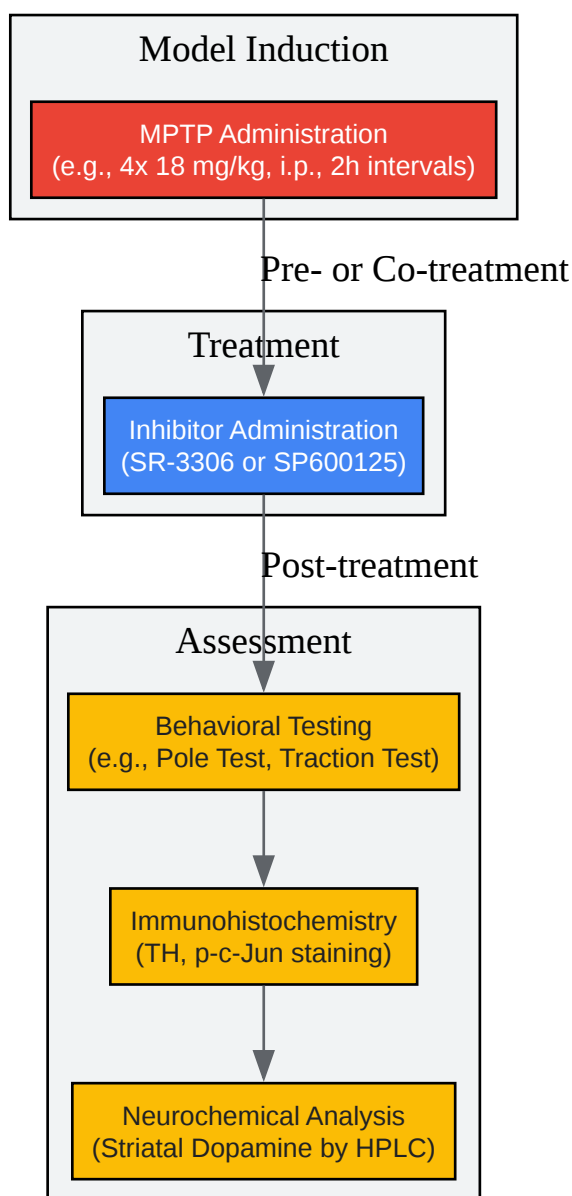 Model Induction
MPTP Administration
(e.g., 4x 18 mg/kg, i.p., 2h intervals)
Pre- or Co-treatment
Treatment
Inhibitor Administration
(SR-3306 or SP600125)
Post-treatment
Assessment
Behavioral Testing
(e.g., Pole Test, Traction Test)
Immunohistochemistry
(TH, p-c-Jun staining)
Neurochemical Analysis
(Striatal Dopamine by HPLC)